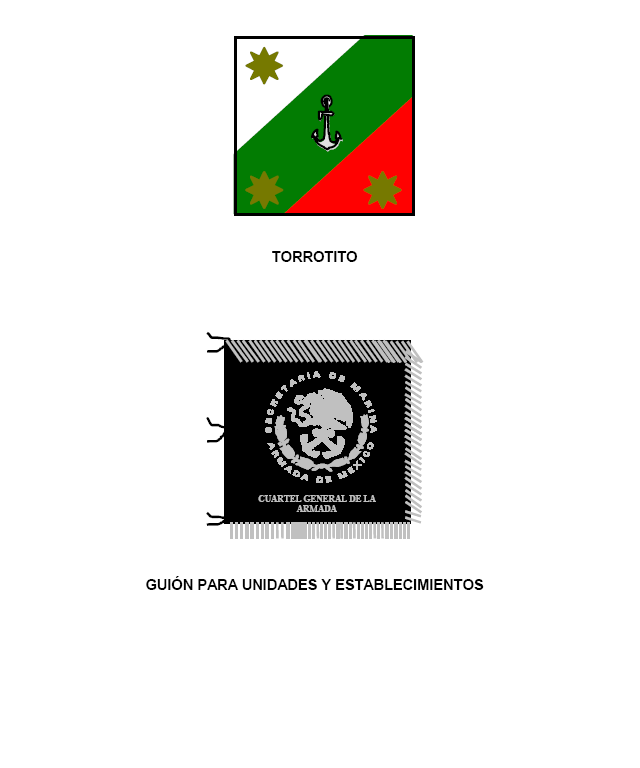 TORROTITO
SECRETARIA DE MARINA
ARMADA DE MEXICO
CUARTEL GENERAL DE LA
ARMADA
GUIÓN PARA UNIDADES Y ESTABLECIMIENTOS